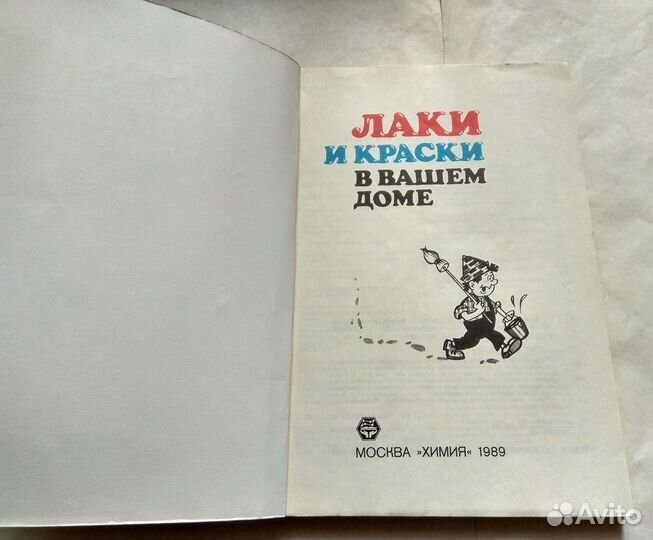 ЛАКИ
И КРАСКИ
В ВАШЕМ
ДОМЕ
МОСКВА »ХИМИЯ« 1989
Avito